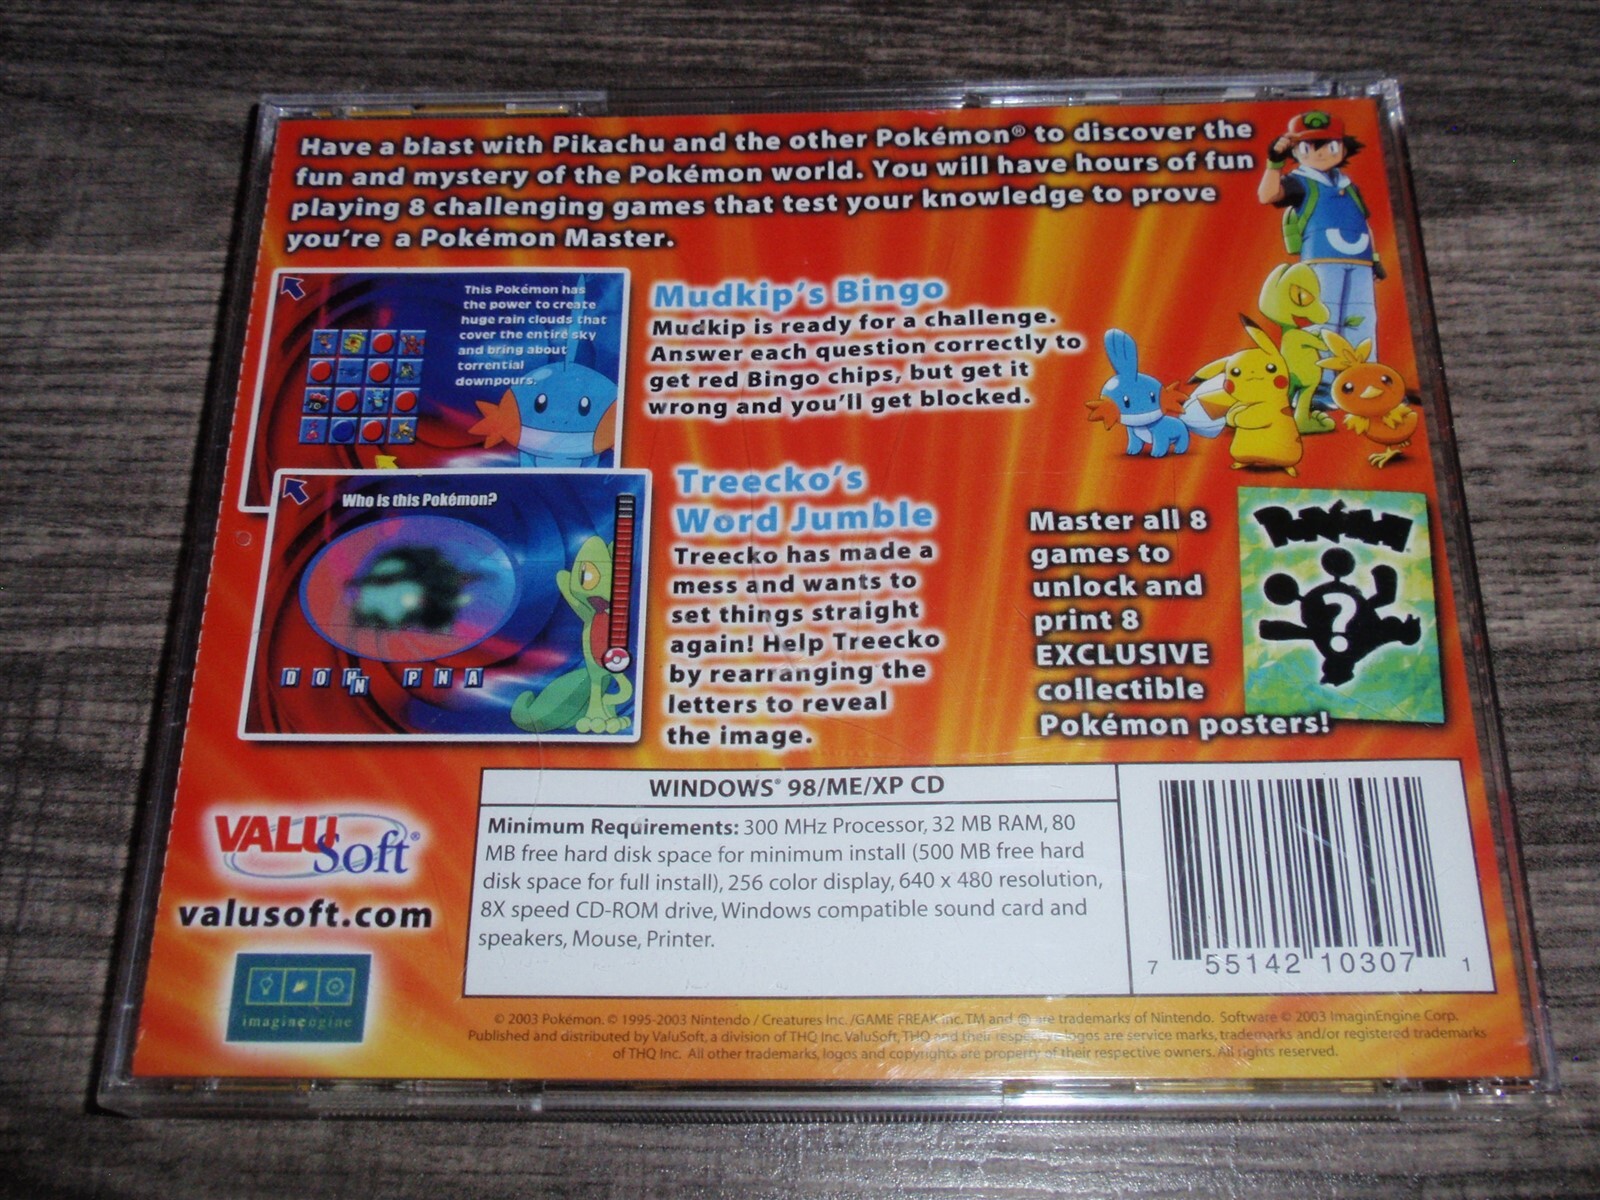 Have a blast with Pikachu and the other Pokémon® to discover the
fun and mystery of the Pokémon world. You will have hours of fun
playing 8 challenging games that test your knowledge to prove
you're a Pokémon Master.
This Pokémon has
the power to create
huge rain clouds that
cover the entire sky
and bring about
torrential
downpours.
Mudkip's Bingo
Mudkip is ready for a challenge.
Answer each question correctly to
get red Bingo chips, but get it
wrong and you'll get blocked.
Who is this Pokémon?
D O H N P N A
Treecko's
Word Jumble
Treecko has made a
mess and wants to
set things straight
again! Help Treecko
by rearranging the
letters to reveal
the image.
Master all 8
games to
unlock and
print 8
EXCLUSIVE
collectible
Pokémon posters!
POKéMON
?
WINDOWS® 98/ME/XP CD
Minimum Requirements: 300 MHz Processor, 32 MB RAM, 80
MB free hard disk space for minimum install (500 MB free hard
disk space for full install), 256 color display, 640 x 480 resolution,
8X speed CD-ROM drive, Windows compatible sound card and
speakers, Mouse, Printer.
7 55142 10307 1
VALUSoft®
valusoft.com
imaginengine
© 2003 Pokémon. © 1995-2003 Nintendo / Creatures Inc. /GAME FREAK inc. TM and ® are trademarks of Nintendo. Software © 2003 ImaginEngine Corp.
Published and distributed by ValuSoft, a division of THQ Inc. ValuSoft, THQ and their respective logos are service marks, trademarks and/or registered trademarks
of THQ Inc. All other trademarks, logos and copyrights are property of their respective owners. All rights reserved.